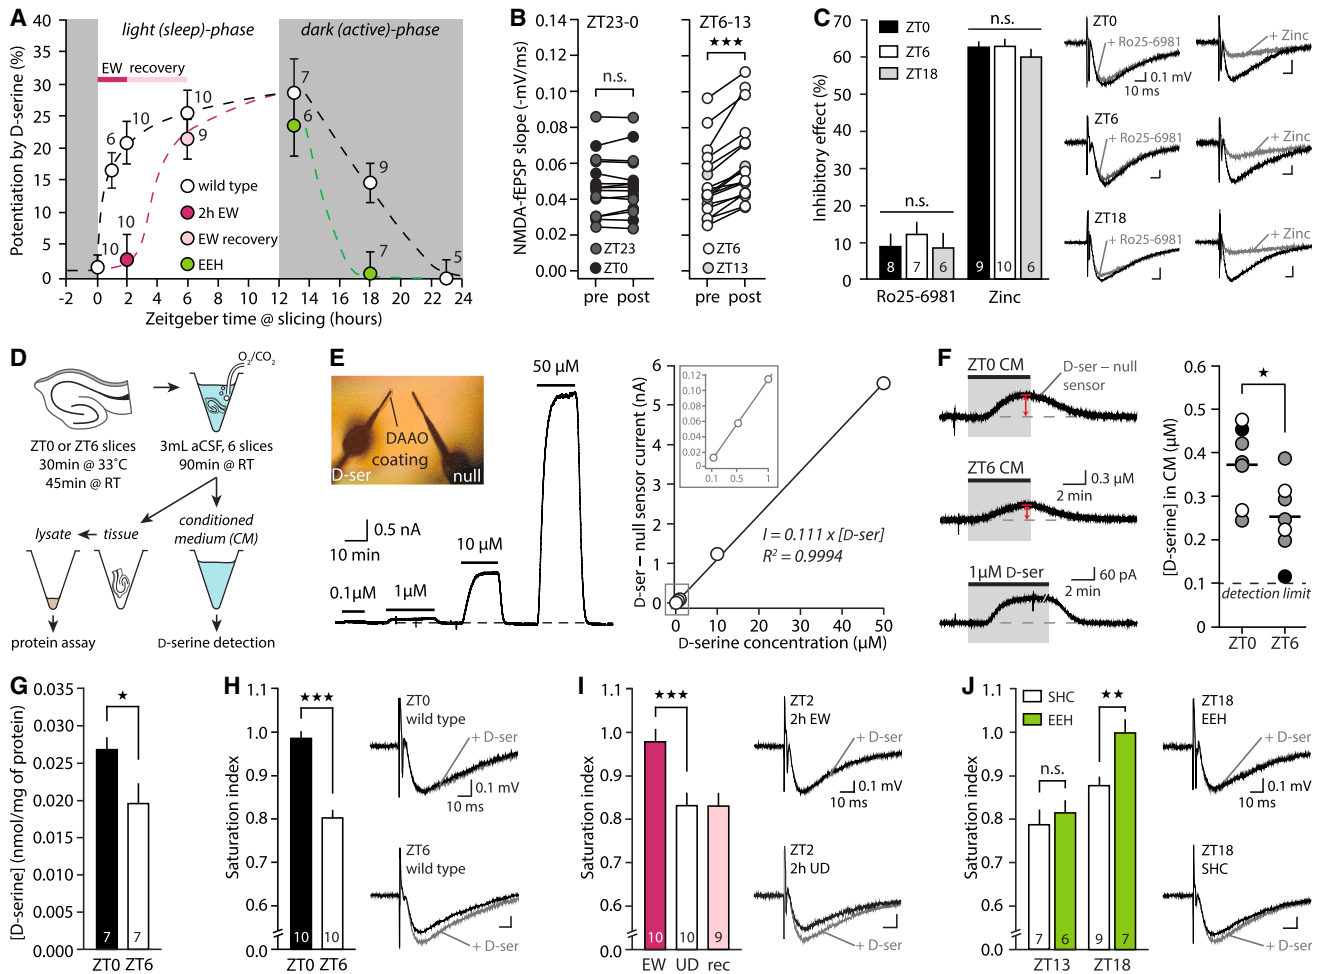 A
Potentiation by D-serine (%)
40
35
30
25
20
15
10
5
0
light (sleep)-phase
dark (active)-phase
EW
recovery
10
6
10
10
10
9
7
6
9
7
5
wild type
2h EW
EW recovery
EEH
-2 0 2 4 6 8 10 12 14 16 18 20 22 24
Zeitgeber time @ slicing (hours)
B
ZT23-0
ZT6-13
NMDA-fEPSP slope (-mV/ms)
0.14
0.12
0.10
0.08
0.06
0.04
0.02
0.00
n.s.
★★★
ZT23
ZT0
ZT6
ZT13
pre post
pre post
C
Inhibitory effect (%)
70
60
50
40
30
20
10
0
ZT0
ZT6
ZT18
n.s.
n.s.
8 7 6
9 10 6
Ro25-6981
Zinc
ZT0
+ Ro25-6981
0.1 mV
10 ms
+ Zinc
ZT6
+ Ro25-6981
+ Zinc
ZT18
+ Ro25-6981
+ Zinc
D
O2/CO2
ZT0 or ZT6 slices
30min @ 33˚C
45min @ RT
3mL aCSF, 6 slices
90min @ RT
lysate
tissue
conditioned
medium (CM)
protein assay
D-serine detection
E
DAAO
coating
D-ser
null
0.5 nA
10 min
0.1µM
1µM
10 µM
50 µM
D-ser – null sensor current (nA)
6
5
4
3
2
1
0
0.12
0.10
0.08
0.06
0.04
0.02
0
0.1 0.5 1
I = 0.111 x [D-ser]
R² = 0.9994
0 10 20 30 40 50
D-serine concentration (µM)
F
ZT0 CM
D-ser – null
sensor
ZT6 CM
0.3 µM
2 min
1µM D-ser
60 pA
2 min
[D-serine] in CM (µM)
0.6
0.5
0.4
0.3
0.2
0.1
0
★
detection limit
ZT0 ZT6
G
[D-serine] (nmol/mg of protein)
0.035
0.030
0.025
0.020
0.015
0.010
0.005
0.000
★
7 7
ZT0 ZT6
H
Saturation index
1.1
1.0
0.9
0.8
0.7
0.6
0.0
★★★
10 10
ZT0 ZT6
ZT0
wild type
+ D-ser
0.1 mV
10 ms
ZT6
wild type
+ D-ser
I
Saturation index
1.1
1.0
0.9
0.8
0.7
0.6
0.0
★★★
10 10 9
EW UD rec
ZT2
2h EW
+ D-ser
0.1 mV
10 ms
ZT2
2h UD
+ D-ser
J
Saturation index
1.1
1.0
0.9
0.8
0.7
0.6
0.0
SHC
EEH
n.s.
★★
7 6 9 7
ZT13 ZT18
ZT18
EEH
+ D-ser
0.1 mV
10 ms
ZT18
SHC
+ D-ser